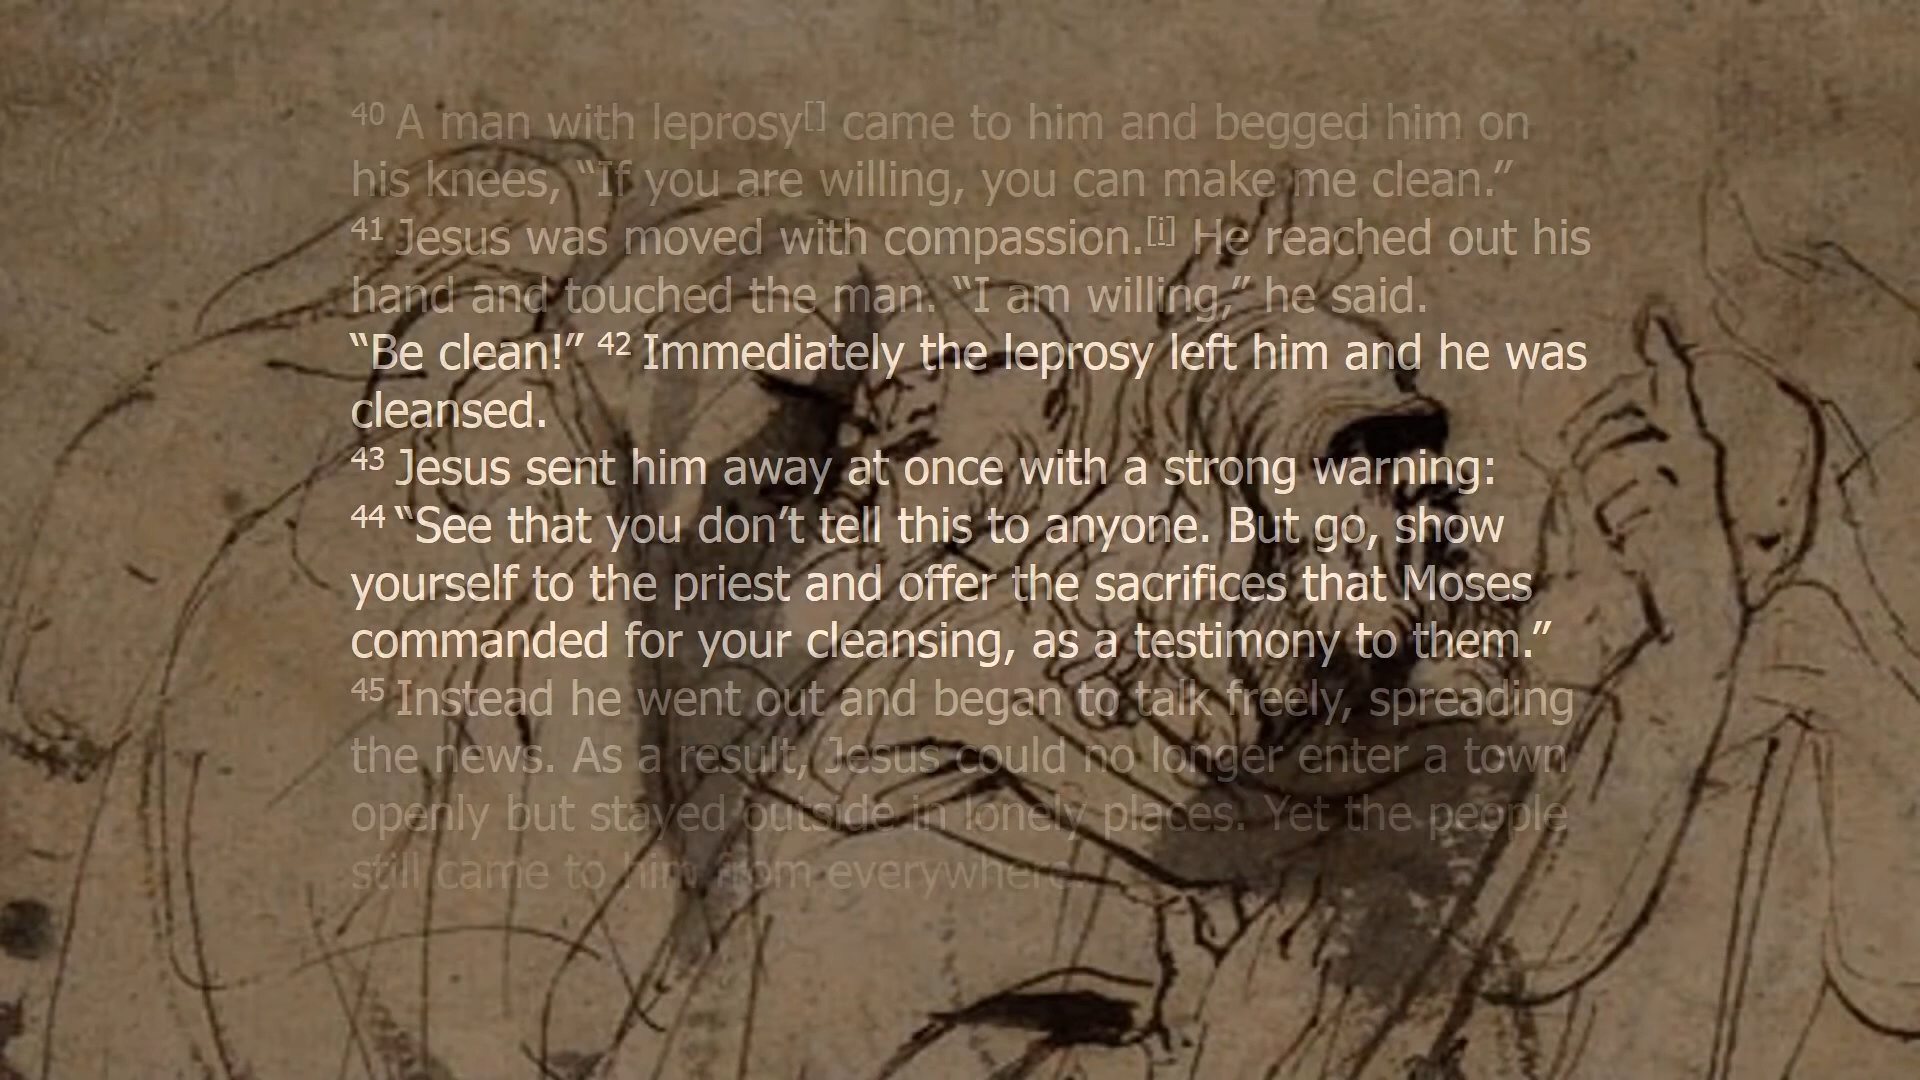 40 A man with leprosy[] came to him and begged him on
his knees, “If you are willing, you can make me clean.”
41 Jesus was moved with compassion.[i] He reached out his
hand and touched the man. “I am willing,” he said.
“Be clean!” 42 Immediately the leprosy left him and he was
cleansed.
43 Jesus sent him away at once with a strong warning:
44 “See that you don’t tell this to anyone. But go, show
yourself to the priest and offer the sacrifices that Moses
commanded for your cleansing, as a testimony to them.”
45 Instead he went out and began to talk freely, spreading
the news. As a result, Jesus could no longer enter a town
openly but stayed outside in lonely places. Yet the people
still came to him from everywhere.